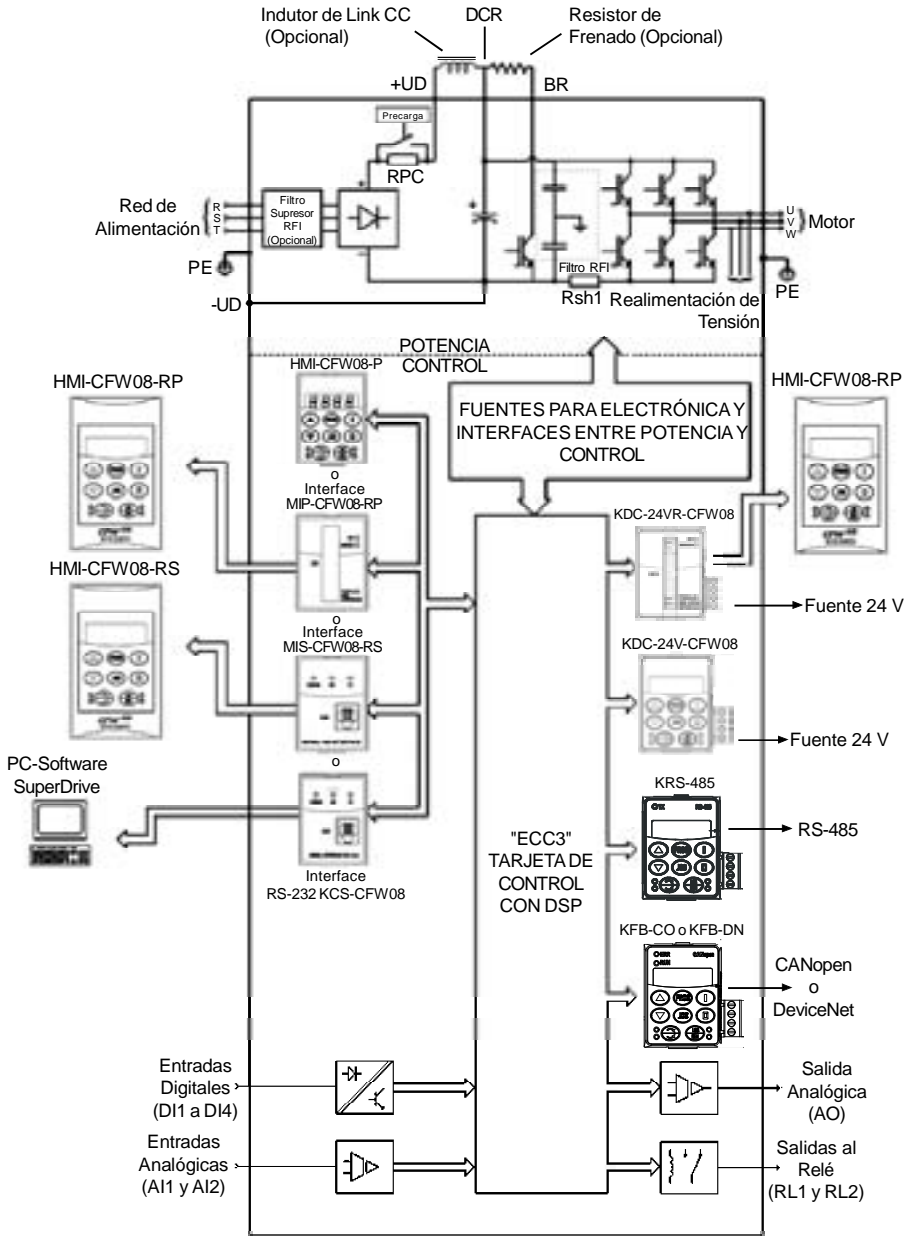 Indutor de Link CC
(Opcional)
DCR
Resistor de
Frenado (Opcional)
+UD
BR
Precarga
RPC
Red de
Alimentación
R
S
T
Filtro
Supresor
RFI
(Opcional)
PE
-UD
Filtro RFI
Rsh1
Realimentación de
Tensión
U
V
W
Motor
PE
POTENCIA
CONTROL
HMI-CFW08-RP
HMI-CFW08-P
o
Interface
MIP-CFW08-RP
FUENTES PARA ELECTRÓNICA Y
INTERFACES ENTRE POTENCIA Y
CONTROL
HMI-CFW08-RP
KDC-24VR-CFW08
Fuente 24 V
HMI-CFW08-RS
o
Interface
MIS-CFW08-RS
KDC-24V-CFW08
Fuente 24 V
PC-Software
SuperDrive
o
Interface
RS-232 KCS-CFW08
"ECC3"
TARJETA DE
CONTROL
CON DSP
KRS-485
RS-485
KFB-CO o KFB-DN
CANopen
CANopen
o
DeviceNet
Entradas
Digitales
(DI1 a DI4)
Salida
Analógica
(AO)
Entradas
Analógicas
(AI1 y AI2)
Salidas al
Relé
(RL1 y RL2)